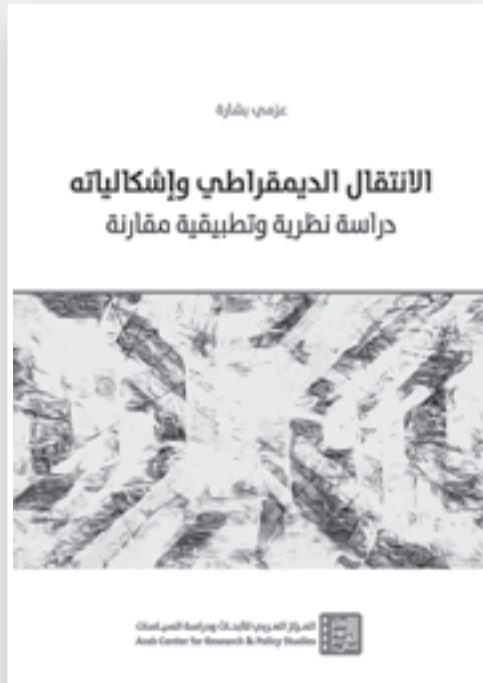 عزمي بشارة
الانتقال الديمقراطي وإشكالياته
دراسة نظرية وتطبيقية مقارنة
المركز العربي للأبحاث ودراسة السياسات
Arab Center for Research & Policy Studies